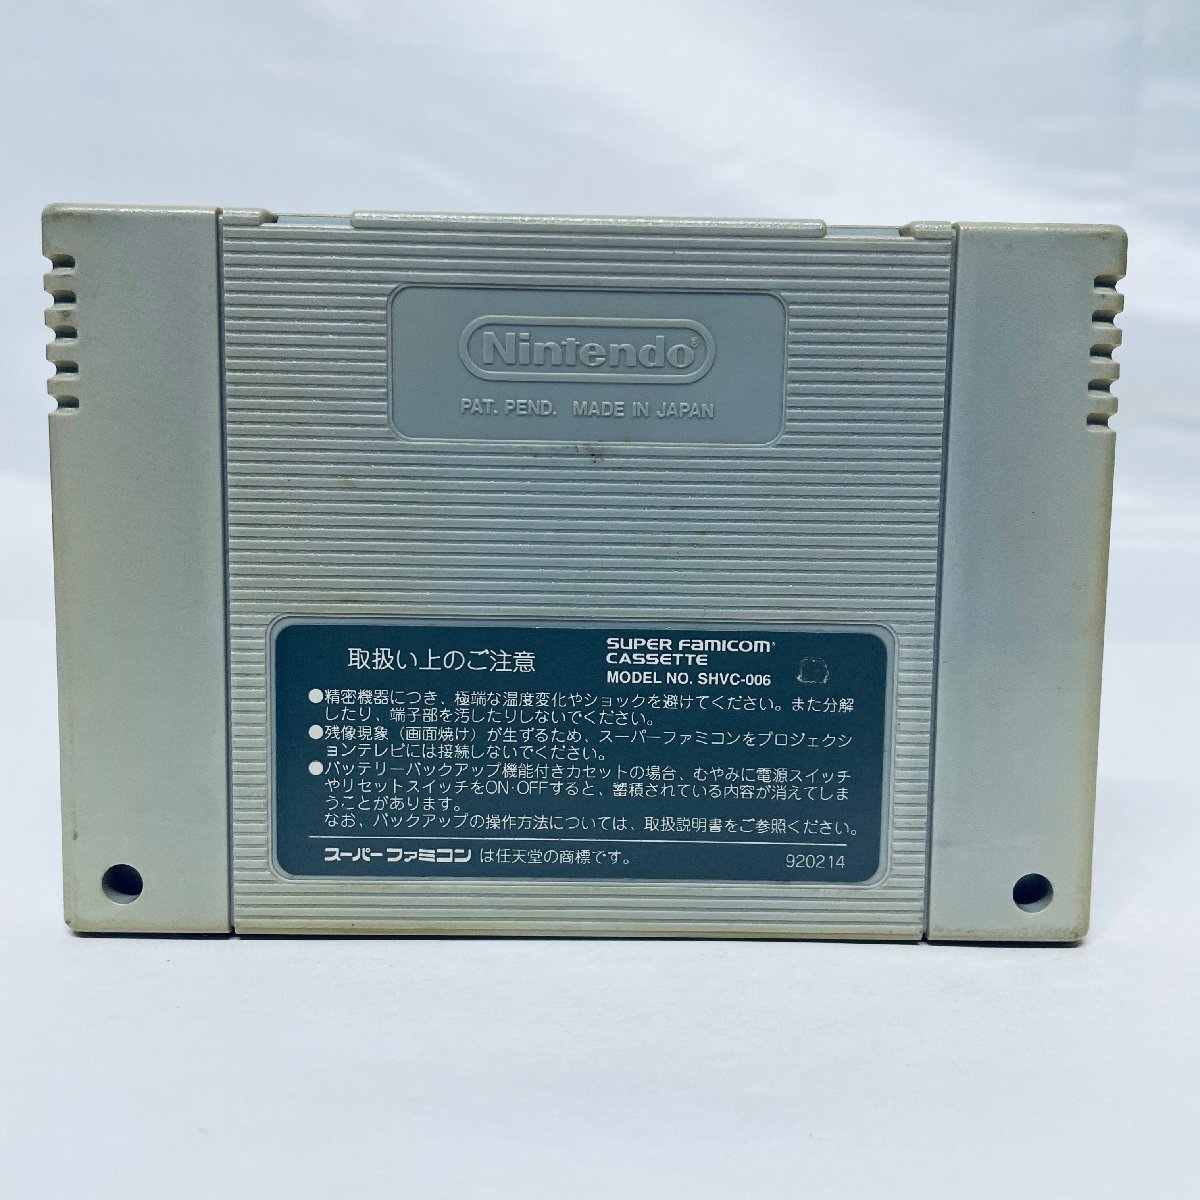 Nintendo®
PAT. PEND. MADE IN JAPAN
取扱い上のご注意
SUPER FAMICOM
CASSETTE
MODEL NO. SHVC-006
●精密機器につき、極端な温度変化やショックを避けてください。また分解
したり、端子部を汚したりしないでください。
●残像現象（画面焼け）が生ずるため、スーパーファミコンをプロジェクシ
ョンテレビには接続しないでください。
●バッテリーバックアップ機能付きカセットの場合、むやみに電源スイッチ
やリセットスイッチをON・OFFすると、蓄積されている内容が消えてしま
うことがあります。
なお、バックアップの操作方法については、取扱説明書をご参照ください。
スーパーファミコン は任天堂の商標です。
920214